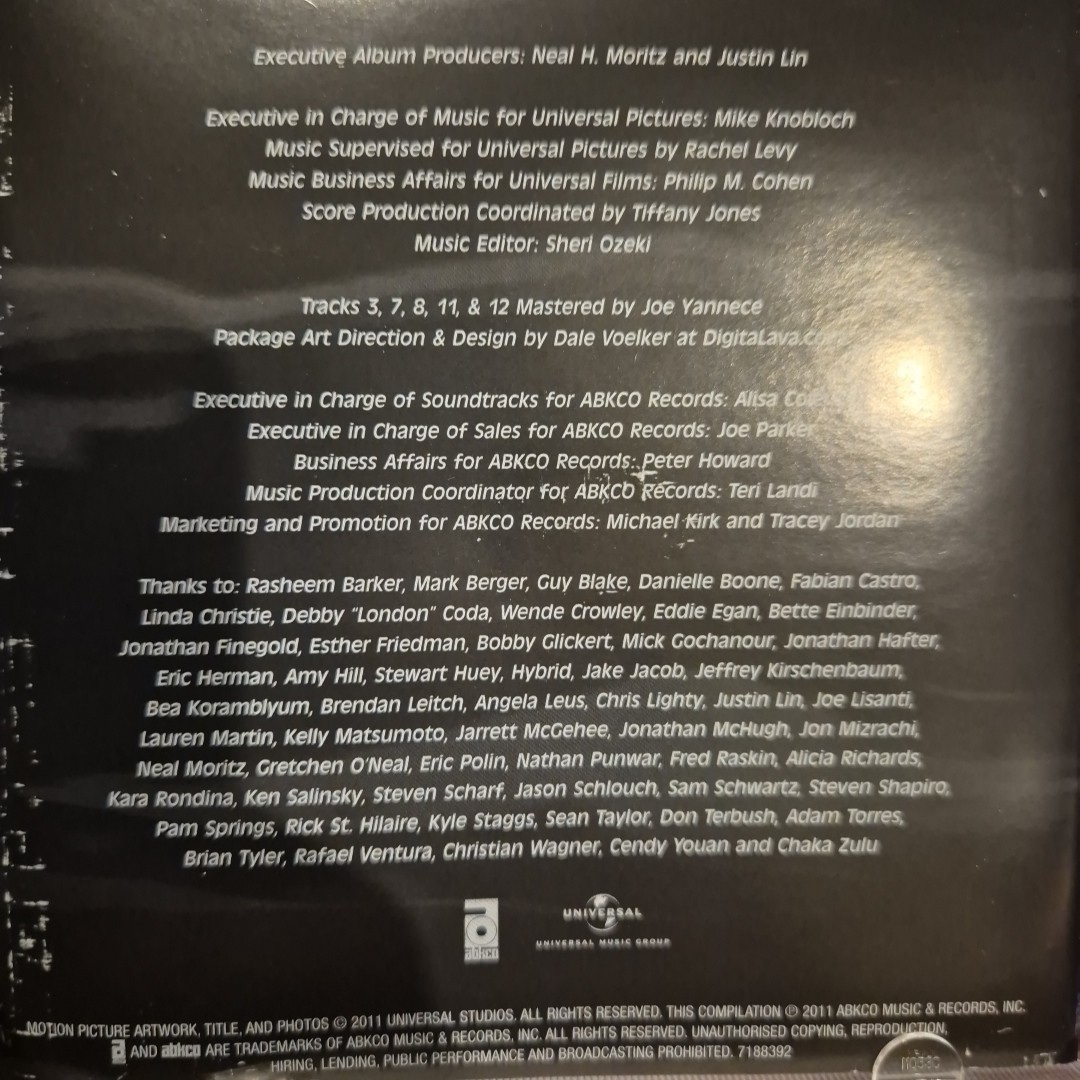 Executive Album Producers: Neal H. Moritz and Justin Lin
Executive in Charge of Music for Universal Pictures: Mike Knobloch
Music Supervised for Universal Pictures by Rachel Levy
Music Business Affairs for Universal Films: Philip M. Cohen
Score Production Coordinated by Tiffany Jones
Music Editor: Sheri Ozeki
Tracks 3, 7, 8, 11, & 12 Mastered by Joe Yannece
Package Art Direction & Design by Dale Voelker at DigitaLava.com
Executive in Charge of Soundtracks for ABKCO Records: Alisa
Executive in Charge of Sales for ABKCO Records: Joe Parker
Business Affairs for ABKCO Records: Peter Howard
Music Production Coordinator for ABKCO Records: Teri Landi
Marketing and Promotion for ABKCO Records: Michael Kirk and Tracey Jordan
Thanks to: Rasheem Barker, Mark Berger, Guy Blake, Danielle Boone, Fabian Castro,
Linda Christie, Debby "London" Coda, Wende Crowley, Eddie Egan, Bette Einbinder,
Jonathan Finegold, Esther Friedman, Bobby Glickert, Mick Gochanour, Jonathan Hafter,
Eric Herman, Amy Hill, Stewart Huey, Hybrid, Jake Jacob, Jeffrey Kirschenbaum,
Bea Koramblyum, Brendan Leitch, Angela Leus, Chris Lighty, Justin Lin, Joe Lisanti,
Lauren Martin, Kelly Matsumoto, Jarrett McGehee, Jonathan McHugh, Jon Mizrachi,
Neal Moritz, Gretchen O'Neal, Eric Polin, Nathan Punwar, Fred Raskin, Alicia Richards,
Kara Rondina, Ken Salinsky, Steven Scharf, Jason Schlouch, Sam Schwartz, Steven Shapiro,
Pam Springs, Rick St. Hilaire, Kyle Staggs, Sean Taylor, Don Terbush, Adam Torres,
Brian Tyler, Rafael Ventura, Christian Wagner, Cendy Youan and Chaka Zulu
abkco
UNIVERSAL
UNIVERSAL MUSIC GROUP
MOTION PICTURE ARTWORK, TITLE, AND PHOTOS © 2011 UNIVERSAL STUDIOS. ALL RIGHTS RESERVED. THIS COMPILATION ℗ 2011 ABKCO MUSIC & RECORDS, INC.
a AND abkco ARE TRADEMARKS OF ABKCO MUSIC & RECORDS, INC. ALL RIGHTS RESERVED. UNAUTHORISED COPYING, REPRODUCTION,
HIRING, LENDING, PUBLIC PERFORMANCE AND BROADCASTING PROHIBITED. 7188392